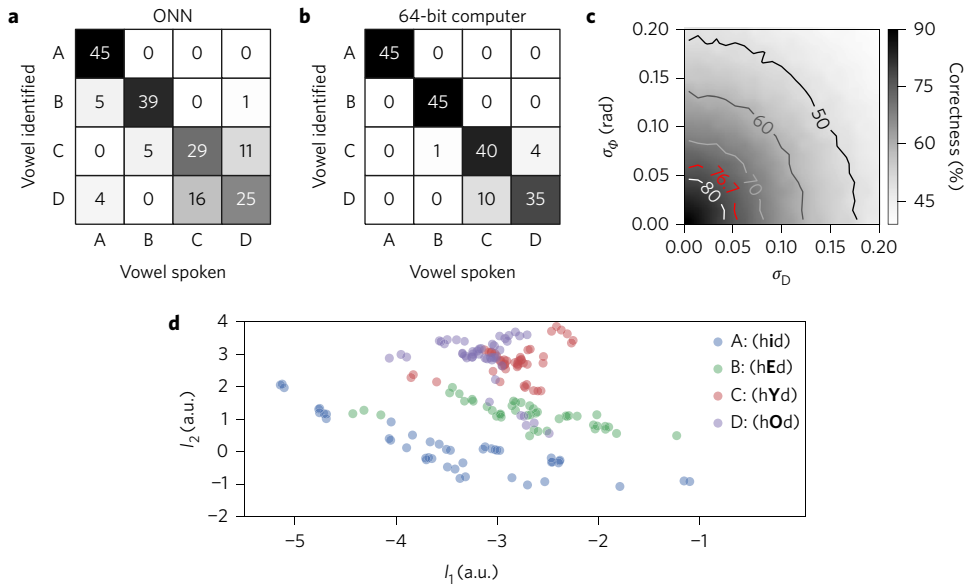 a ONN
Vowel identified
A 45 0 0 0
B 5 39 0 1
C 0 5 29 11
D 4 0 16 25
A B C D
Vowel spoken
b 64-bit computer
Vowel identified
A 45 0 0 0
B 0 45 0 0
C 0 1 40 4
D 0 0 10 35
A B C D
Vowel spoken
c
σΦ (rad)
0.20
0.15
0.10
0.05
0.00
50
60
70
76.7
80
0.00 0.05 0.10 0.15 0.20
σD
90
75
60
45
Correctness (%)
d
l2 (a.u.)
4
3
2
1
0
−1
−2
A: (hid)
B: (hEd)
C: (hYd)
D: (hOd)
−5 −4 −3 −2 −1
l1 (a.u.)